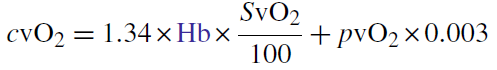 cvO₂ = 1.34 × Hb × SvO₂/100 + pvO₂ × 0.003